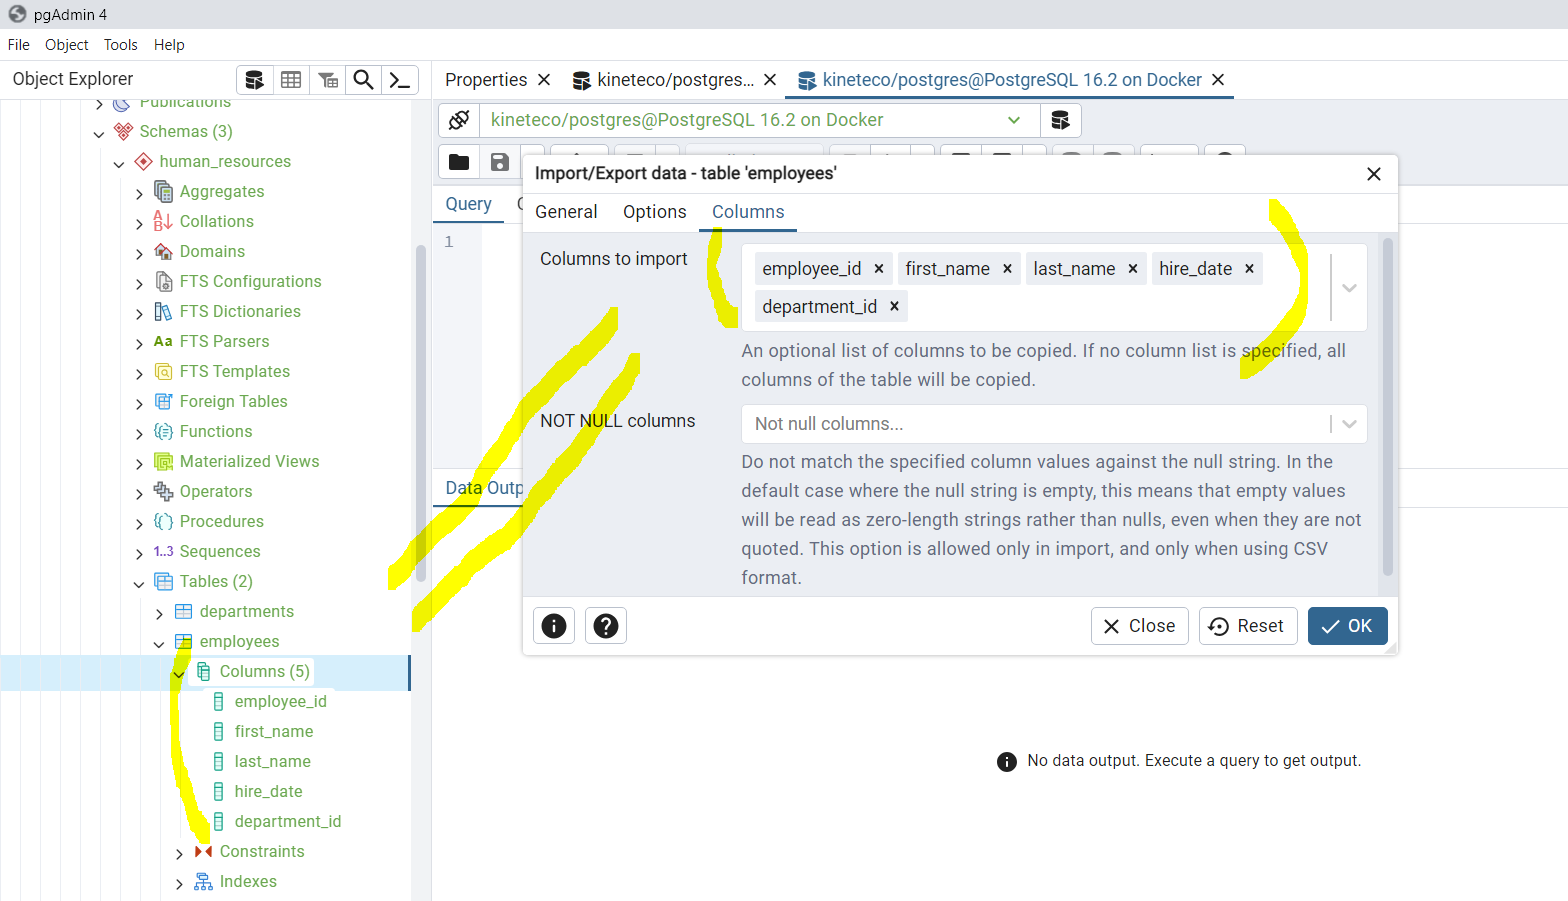 pgAdmin 4
File Object Tools Help
Object Explorer
Publications
Schemas (3)
human_resources
Aggregates
Collations
Domains
FTS Configurations
FTS Dictionaries
Aa FTS Parsers
FTS Templates
Foreign Tables
Functions
Materialized Views
Operators
Procedures
1..3 Sequences
Tables (2)
departments
employees
Columns (5)
employee_id
first_name
last_name
hire_date
department_id
Constraints
Indexes
Properties kineteco/postgres... kineteco/postgres@PostgreSQL 16.2 on Docker
kineteco/postgres@PostgreSQL 16.2 on Docker
Query
1
Data Outp
Import/Export data - table 'employees'
General Options Columns
Columns to import
employee_id first_name last_name hire_date
department_id
An optional list of columns to be copied. If no column list is specified, all
columns of the table will be copied.
NOT NULL columns
Not null columns...
Do not match the specified column values against the null string. In the
default case where the null string is empty, this means that empty values
will be read as zero-length strings rather than nulls, even when they are not
quoted. This option is allowed only in import, and only when using CSV
format.
Close Reset OK
No data output. Execute a query to get output.